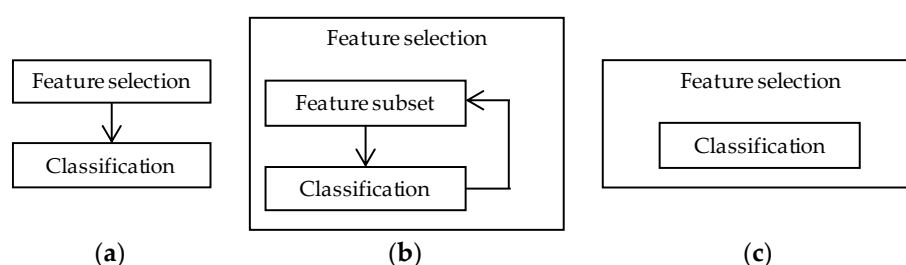 Feature selection
Classification
(a)
Feature selection
Feature subset
Classification
(b)
Feature selection
Classification
(c)